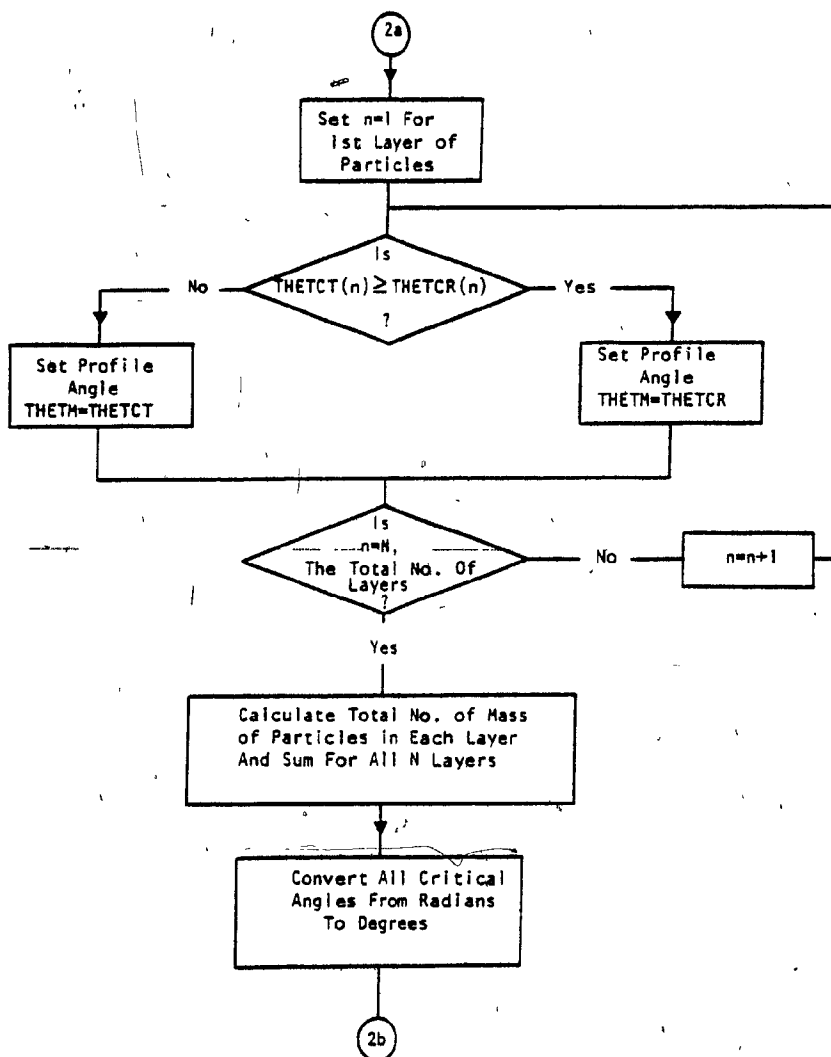 2a
Set n=1 For
1st Layer of
Particles
Is
THETCT(n)≥THETCR(n)
?
No
Yes
Set Profile
Angle
THETM=THETCT
Set Profile
Angle
THETM=THETCR
Is
n=N,
The Total No. Of
Layers
?
No
n=n+1
Yes
Calculate Total No. of Mass
of Particles in Each Layer
And Sum For All N Layers
Convert All Critical
Angles From Radians
To Degrees
2b